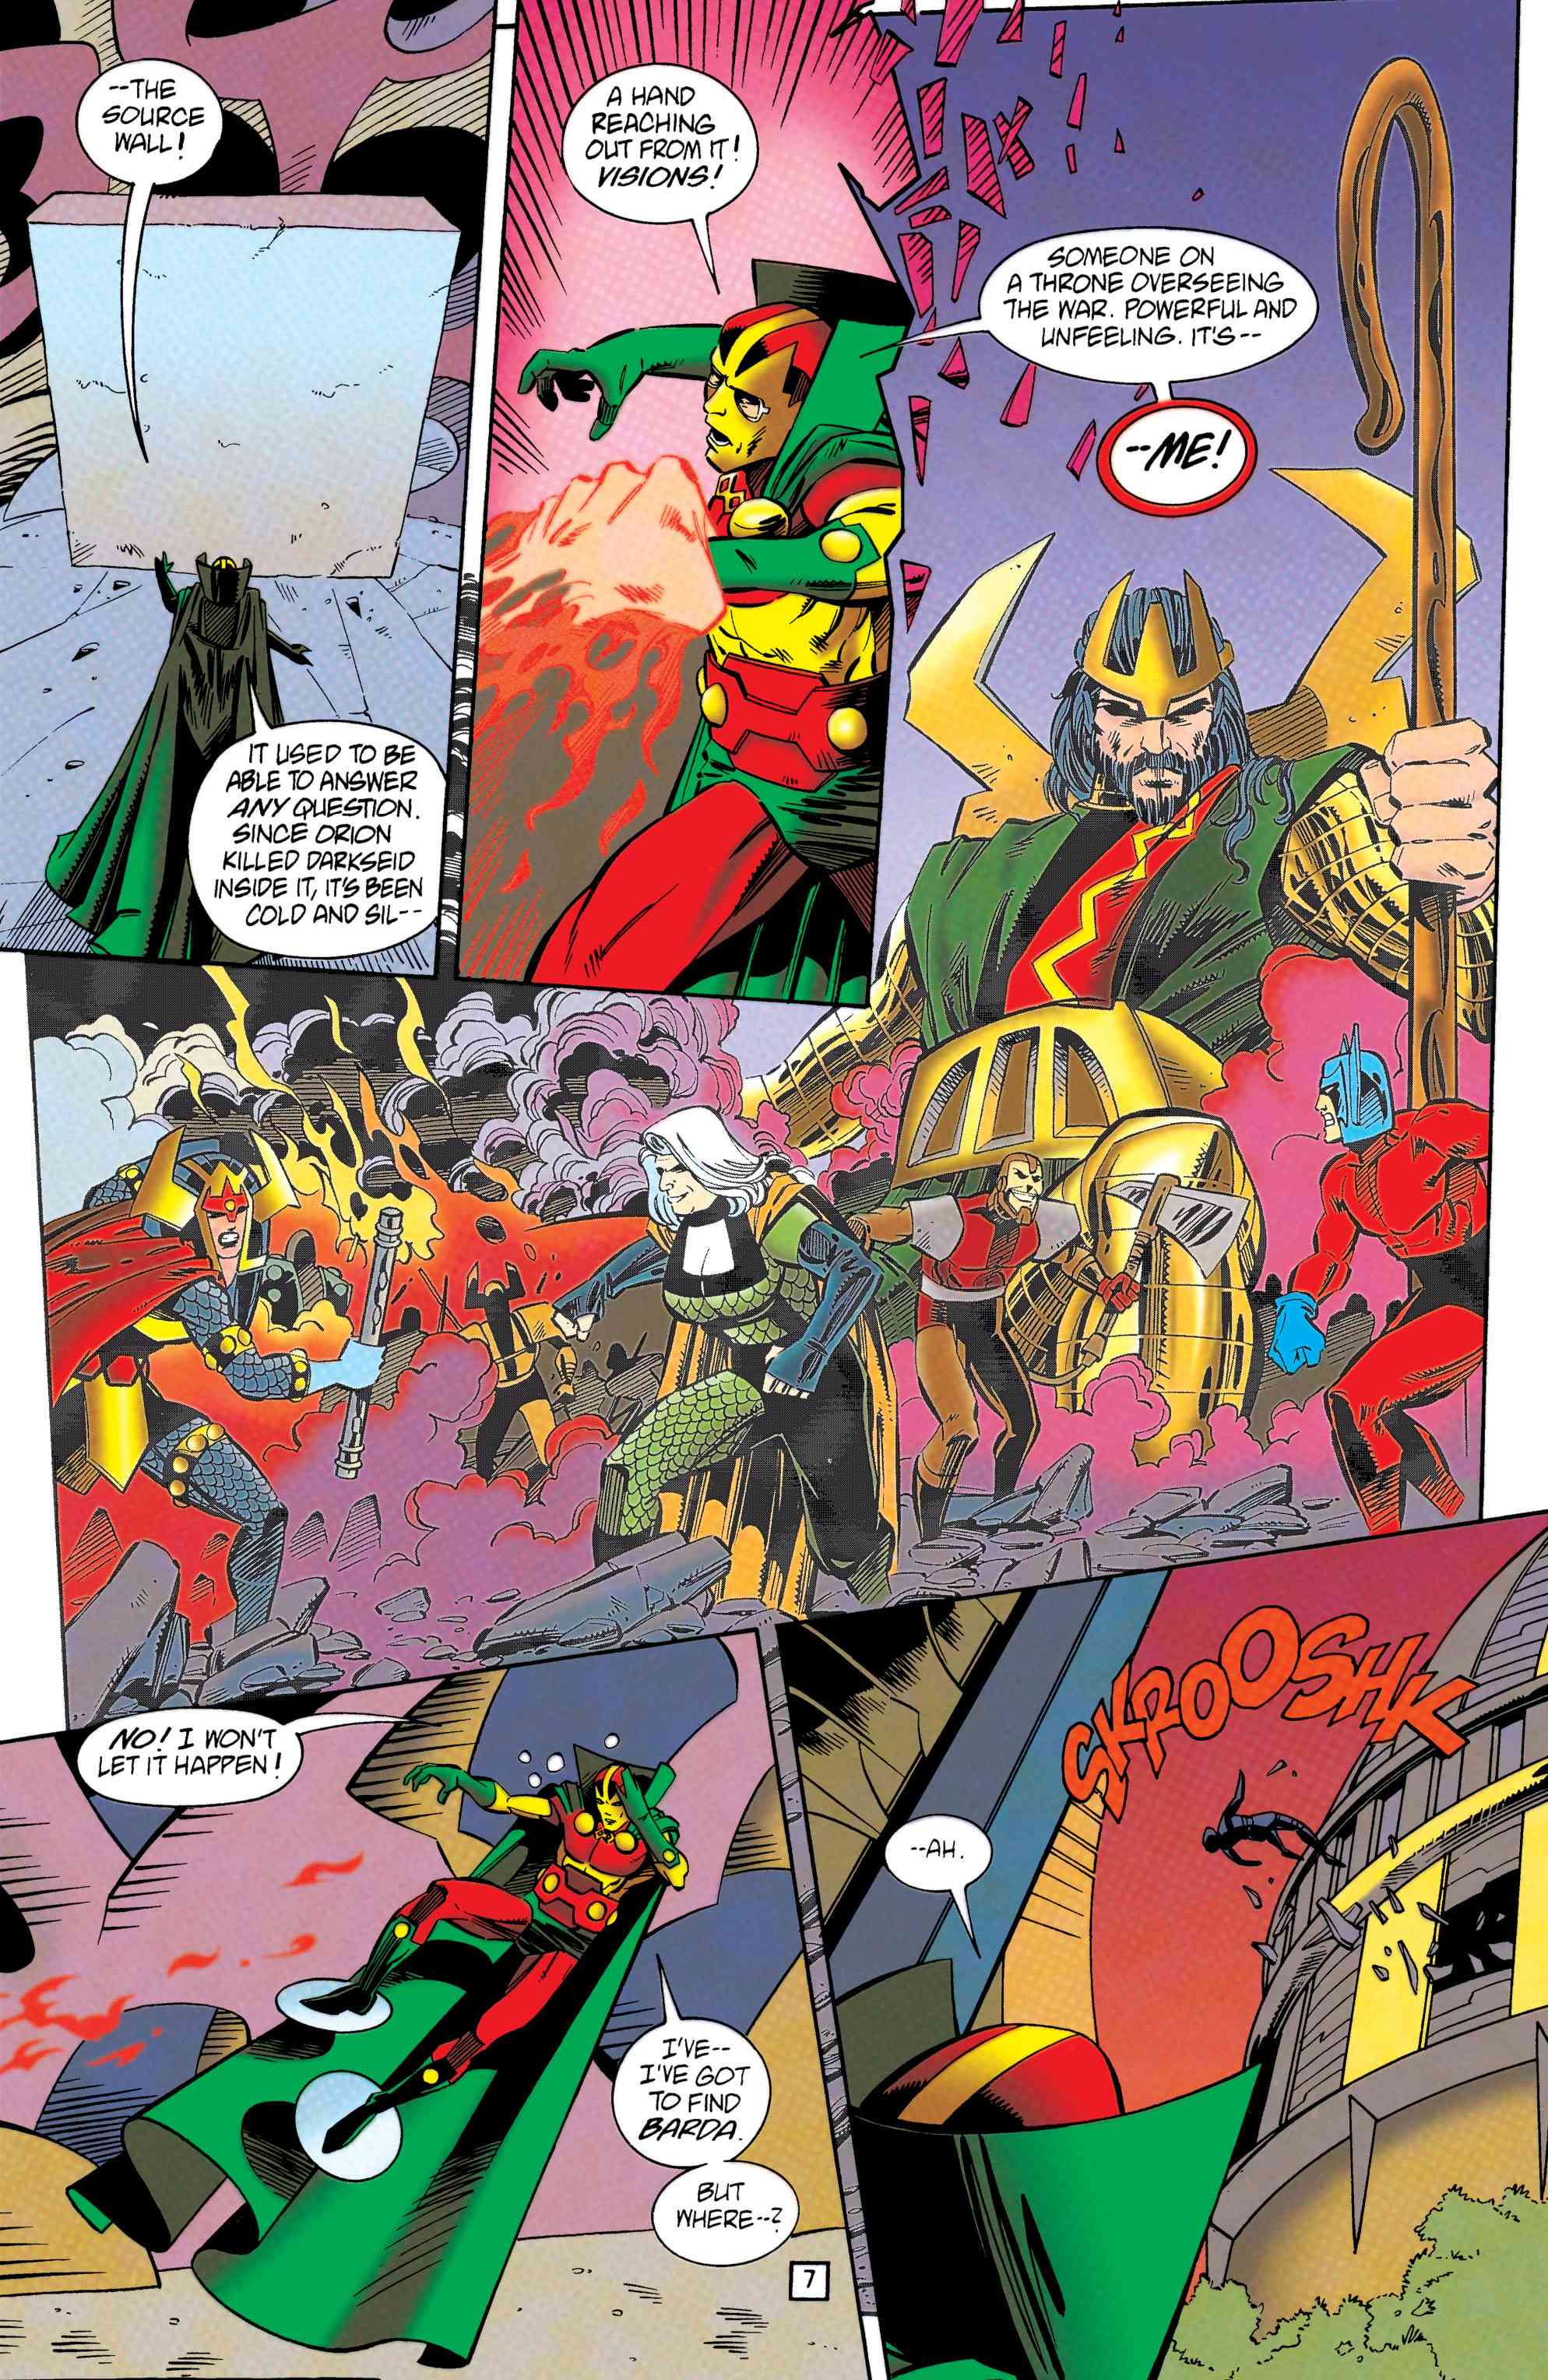 --THE
SOURCE
WALL!
IT USED TO BE
ABLE TO ANSWER
ANY QUESTION.
SINCE ORION
KILLED DARKSEID
INSIDE IT, IT'S BEEN
COLD AND SIL--
A HAND
REACHING
OUT FROM IT!
VISIONS!
SOMEONE ON
A THRONE OVERSEEING
THE WAR. POWERFUL AND
UNFEELING. IT'S--
--ME!
NO! I WON'T
LET IT HAPPEN!
I'VE--
I'VE GOT
TO FIND
BARDA.
BUT
WHERE--?
SKROOSHK
--AH.
7